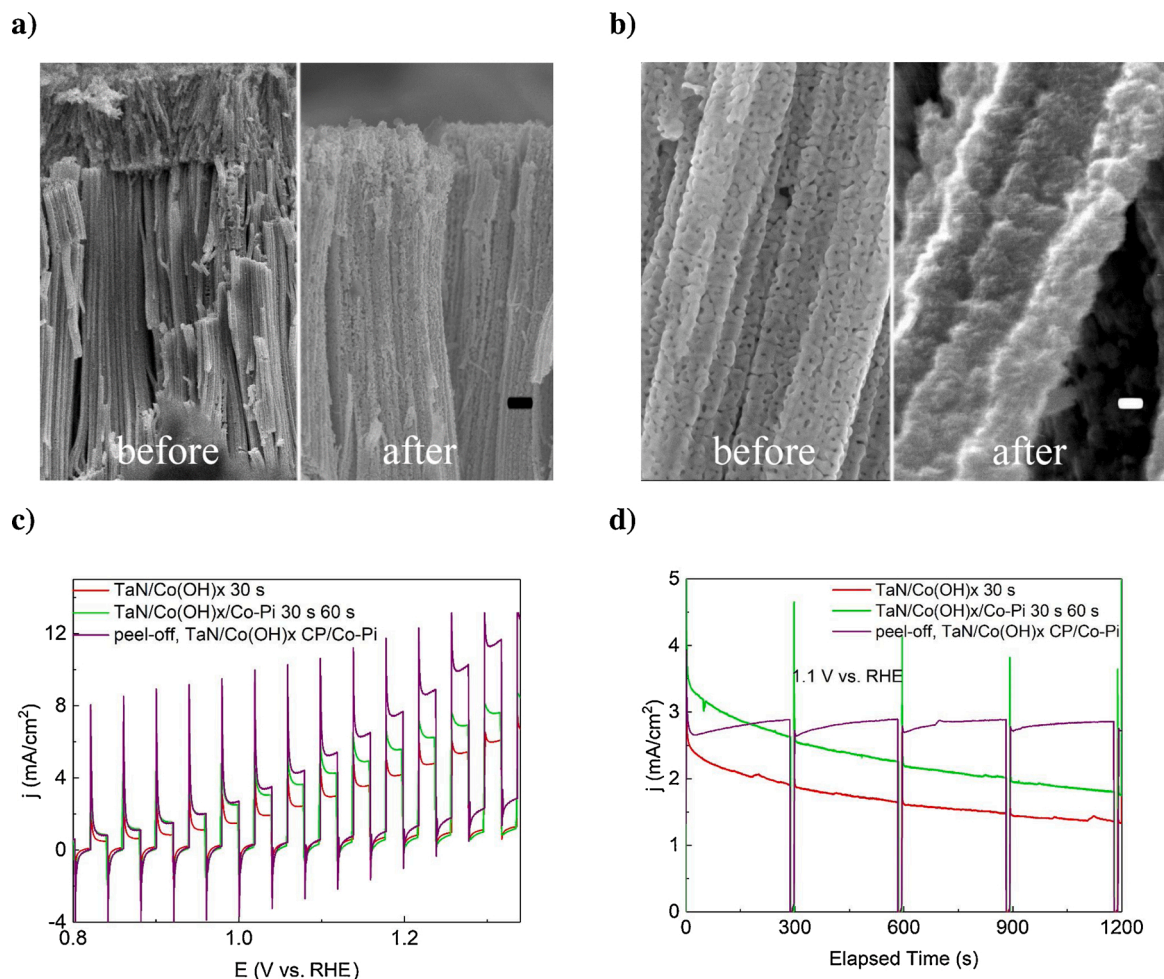 a)
b)
before
after
before
after
c)
d)
TaN/Co(OH)x 30 s
TaN/Co(OH)x/Co-Pi 30 s 60 s
peel-off, TaN/Co(OH)x CP/Co-Pi
12
8
4
0
-4
j (mA/cm²)
0.8
1.0
1.2
E (V vs. RHE)
TaN/Co(OH)x 30 s
TaN/Co(OH)x/Co-Pi 30 s 60 s
peel-off, TaN/Co(OH)x CP/Co-Pi
1.1 V vs. RHE
5
4
3
2
1
0
j (mA/cm²)
0
300
600
900
1200
Elapsed Time (s)